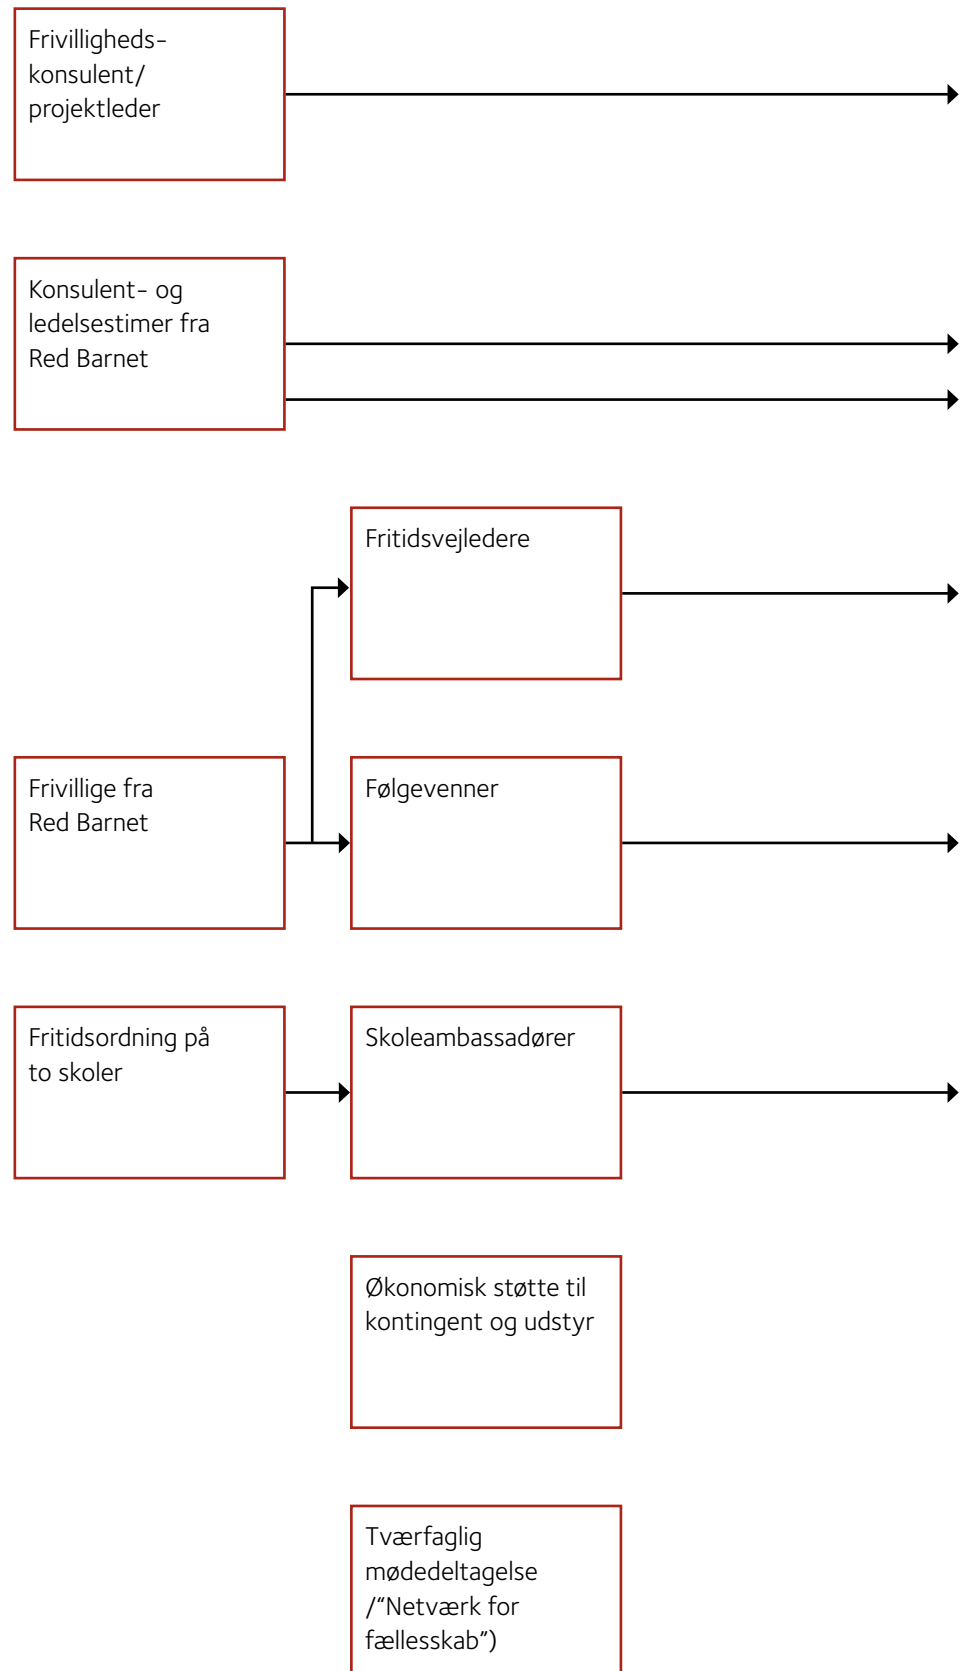 Frivilligheds-
konsulent/
projektleder
Konsulent- og
ledelsestimer fra
Red Barnet
Fritidsvejledere
Frivillige fra
Red Barnet
Følgevenner
Fritidsordning på
to skoler
Skoleambassadører
Økonomisk støtte til
kontingent og udstyr
Tværfaglig
mødedeltagelse
/“Netværk for
fællesskab”)